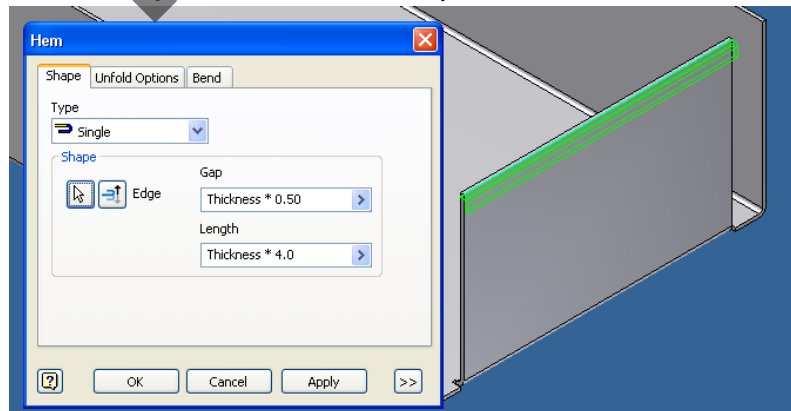 Hem
Shape Unfold Options Bend
Type
Single
Shape
Gap
Edge
Thickness * 0.50
Length
Thickness * 4.0
OK Cancel Apply >>